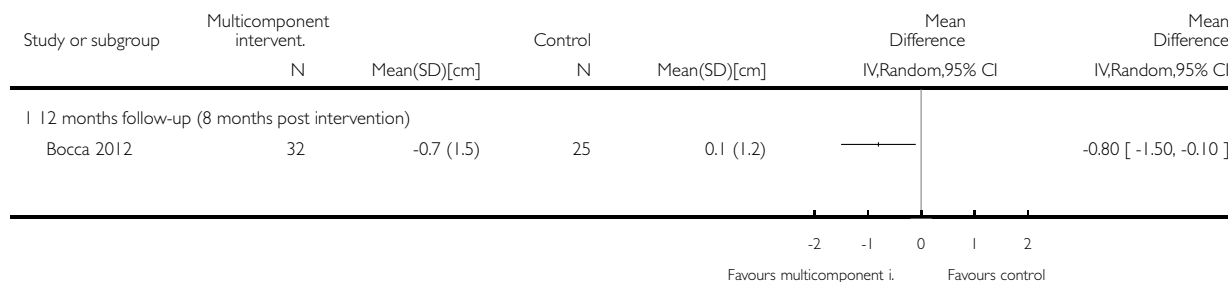 Study or subgroup Multicomponent intervent. Control Mean Difference Mean Difference
N Mean(SD)[cm] N Mean(SD)[cm] IV,Random,95% CI IV,Random,95% CI
1 12 months follow-up (8 months post intervention)
Bocca 2012 32 -0.7 (1.5) 25 0.1 (1.2) -0.80 [ -1.50, -0.10 ]
-2 -1 0 1 2
Favours multicomponent i. Favours control